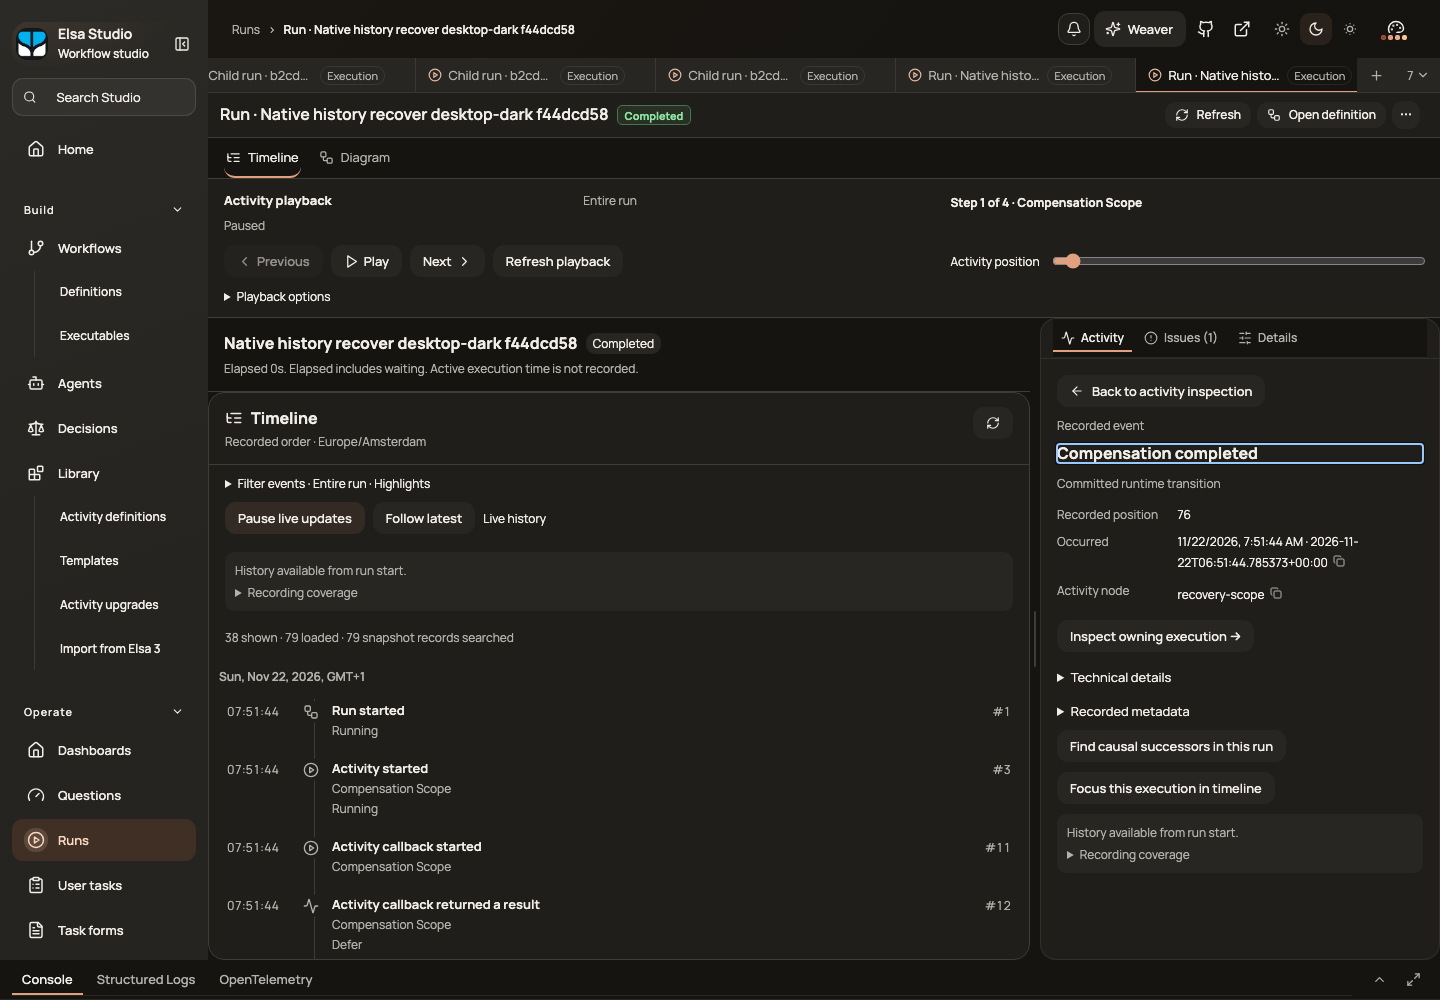 Elsa Studio
Workflow studio
Search Studio
Home
Build
Workflows
Definitions
Executables
Agents
Decisions
Library
Activity definitions
Templates
Activity upgrades
Import from Elsa 3
Operate
Dashboards
Questions
Runs
User tasks
Task forms
Runs › Run · Native history recover desktop-dark f44dcd58
Weaver
Child run · b2cd... Execution
Child run · b2cd... Execution
Child run · b2cd... Execution
Run · Native histo... Execution
Run · Native histo... Execution
7
Run · Native history recover desktop-dark f44dcd58 Completed
Refresh
Open definition
Timeline
Diagram
Activity playback
Entire run
Step 1 of 4 · Compensation Scope
Paused
Previous
Play
Next
Refresh playback
Activity position
Playback options
Native history recover desktop-dark f44dcd58 Completed
Elapsed 0s. Elapsed includes waiting. Active execution time is not recorded.
Timeline
Recorded order · Europe/Amsterdam
Filter events · Entire run · Highlights
Pause live updates
Follow latest
Live history
History available from run start.
Recording coverage
38 shown · 79 loaded · 79 snapshot records searched
Sun, Nov 22, 2026, GMT+1
07:51:44 Run started #1
Running
07:51:44 Activity started #3
Compensation Scope
Running
07:51:44 Activity callback started #11
Compensation Scope
07:51:44 Activity callback returned a result #12
Compensation Scope
Defer
Activity
Issues (1)
Details
Back to activity inspection
Recorded event
Compensation completed
Committed runtime transition
Recorded position 76
Occurred 11/22/2026, 7:51:44 AM · 2026-11-
22T06:51:44.785373+00:00
Activity node recovery-scope
Inspect owning execution →
Technical details
Recorded metadata
Find causal successors in this run
Focus this execution in timeline
History available from run start.
Recording coverage
Console
Structured Logs
OpenTelemetry